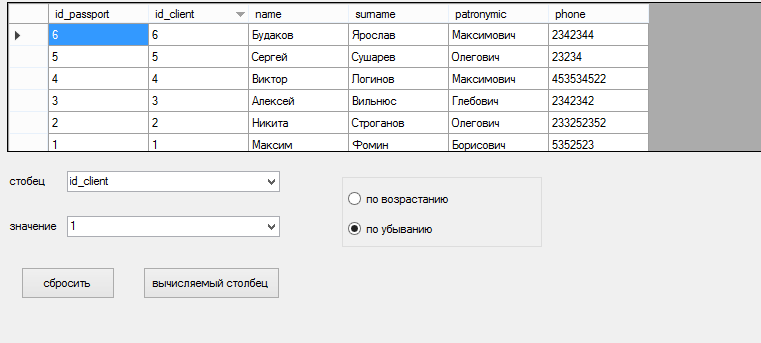 id_passport id_client name surname patronymic phone
6 6 Будаков Ярослав Максимович 2342344
5 5 Сергей Сушарев Олегович 23234
4 4 Виктор Логинов Максимович 453534522
3 3 Алексей Вильнюс Глебович 2342342
2 2 Никита Строганов Олегович 233252352
1 1 Максим Фомин Борисович 5352523
стобец id_client
по возрастанию
значение 1
по убыванию
сбросить вычисляемый столбец